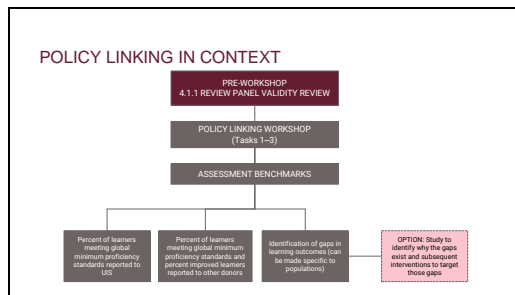 POLICY LINKING IN CONTEXT
PRE-WORKSHOP
4.1.1 REVIEW PANEL VALIDITY REVIEW
POLICY LINKING WORKSHOP
(Tasks 1–3)
ASSESSMENT BENCHMARKS
Percent of learners
meeting global
minimum proficiency
standards reported to
UIS
Percent of learners
meeting global minimum
proficiency standards and
percent improved learners
reported to other donors
Identification of gaps in
learning outcomes (can
be made specific to
populations)
OPTION: Study to
identify why the gaps
exist and subsequent
interventions to target
those gaps